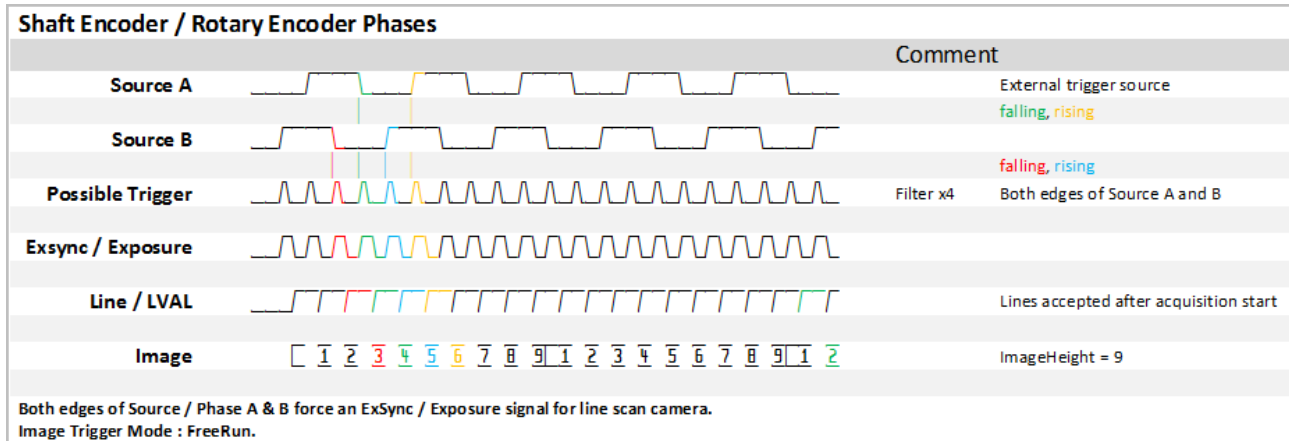 Shaft Encoder / Rotary Encoder Phases
Comment
Source A External trigger source
falling, rising
Source B
falling, rising
Possible Trigger Filter x4 Both edges of Source A and B
Exsync / Exposure
Line / LVAL Lines accepted after acquisition start
Image 1 2 3 4 5 6 7 8 9 1 2 3 4 5 6 7 8 9 1 2 ImageHeight = 9
Both edges of Source / Phase A & B force an ExSync / Exposure signal for line scan camera.
Image Trigger Mode : FreeRun.